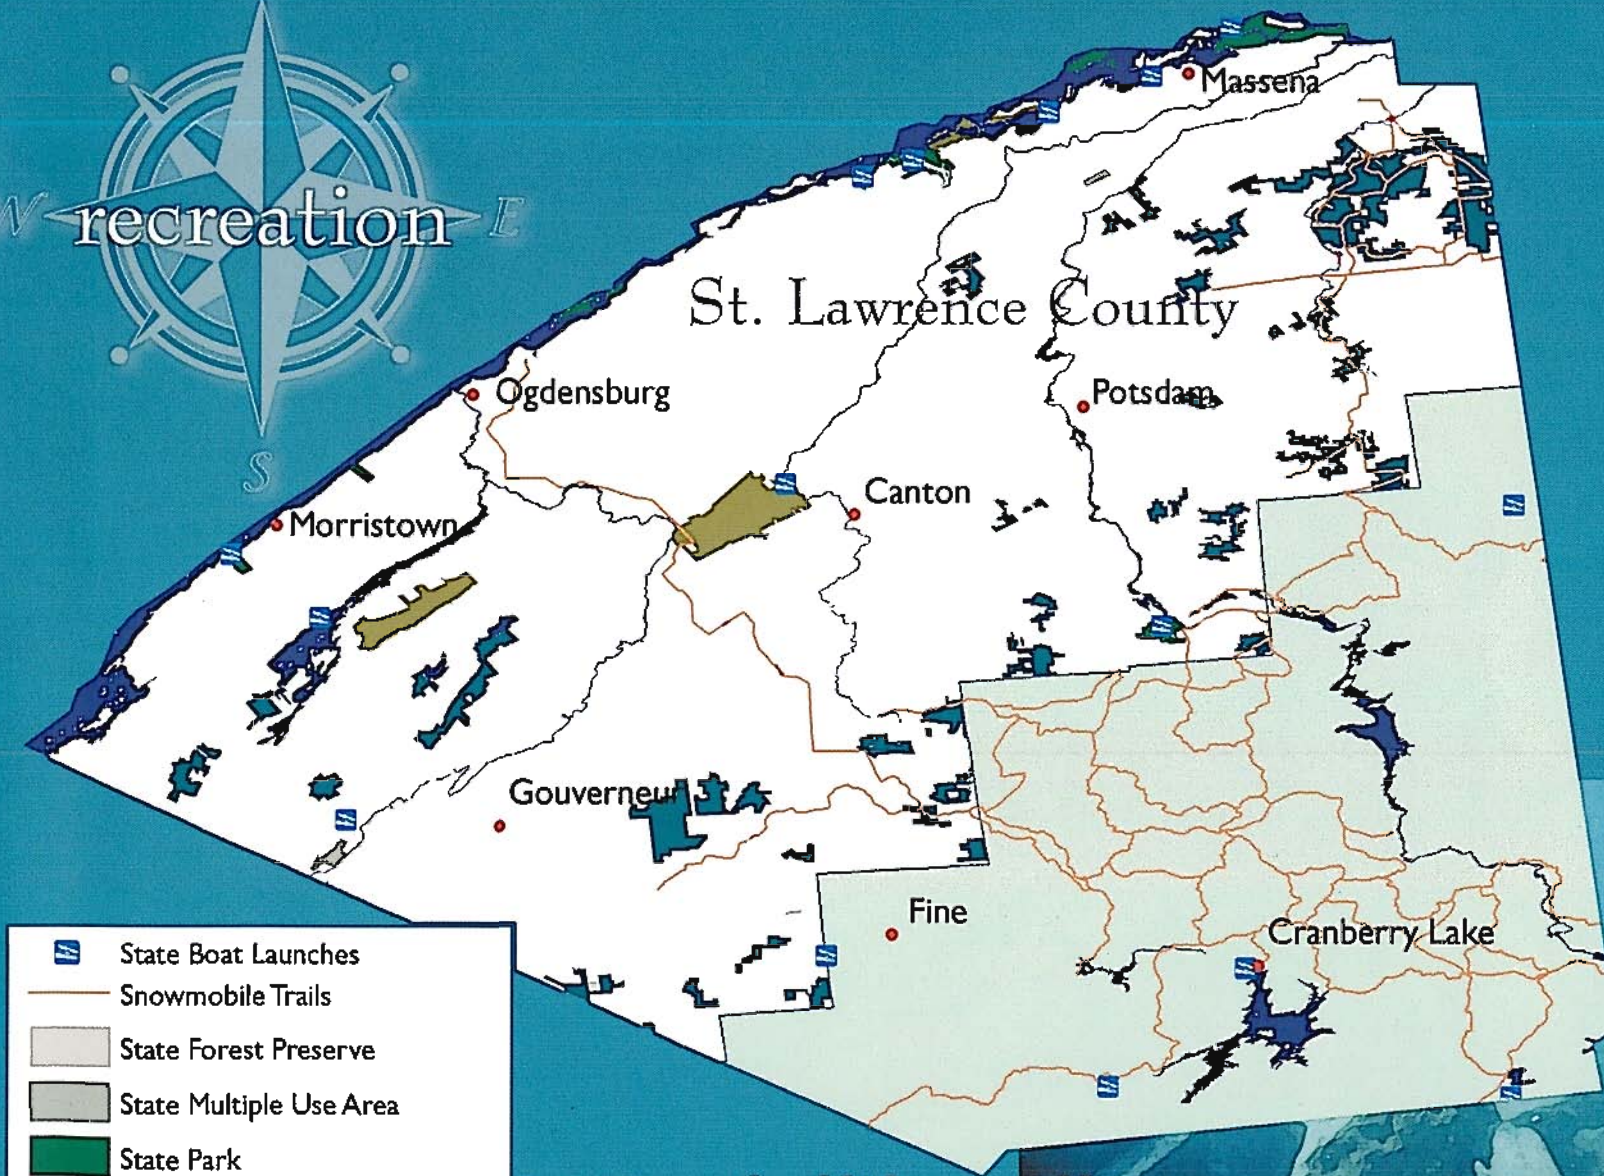 N
recreation
E
S
Massena
St. Lawrence County
Ogdensburg
Potsdam
Canton
Morristown
Gouverneur
Fine
Cranberry Lake
State Boat Launches
Snowmobile Trails
State Forest Preserve
State Multiple Use Area
State Park